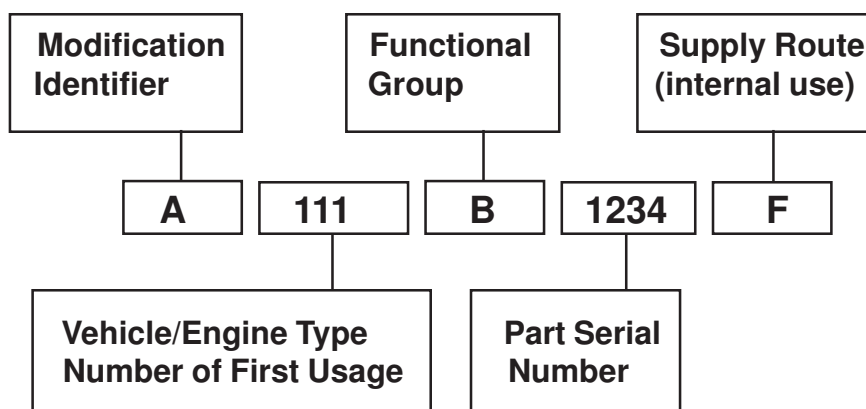 Modification
Identifier
Functional
Group
Supply Route
(internal use)
A 111 B 1234 F
Vehicle/Engine Type
Number of First Usage
Part Serial
Number